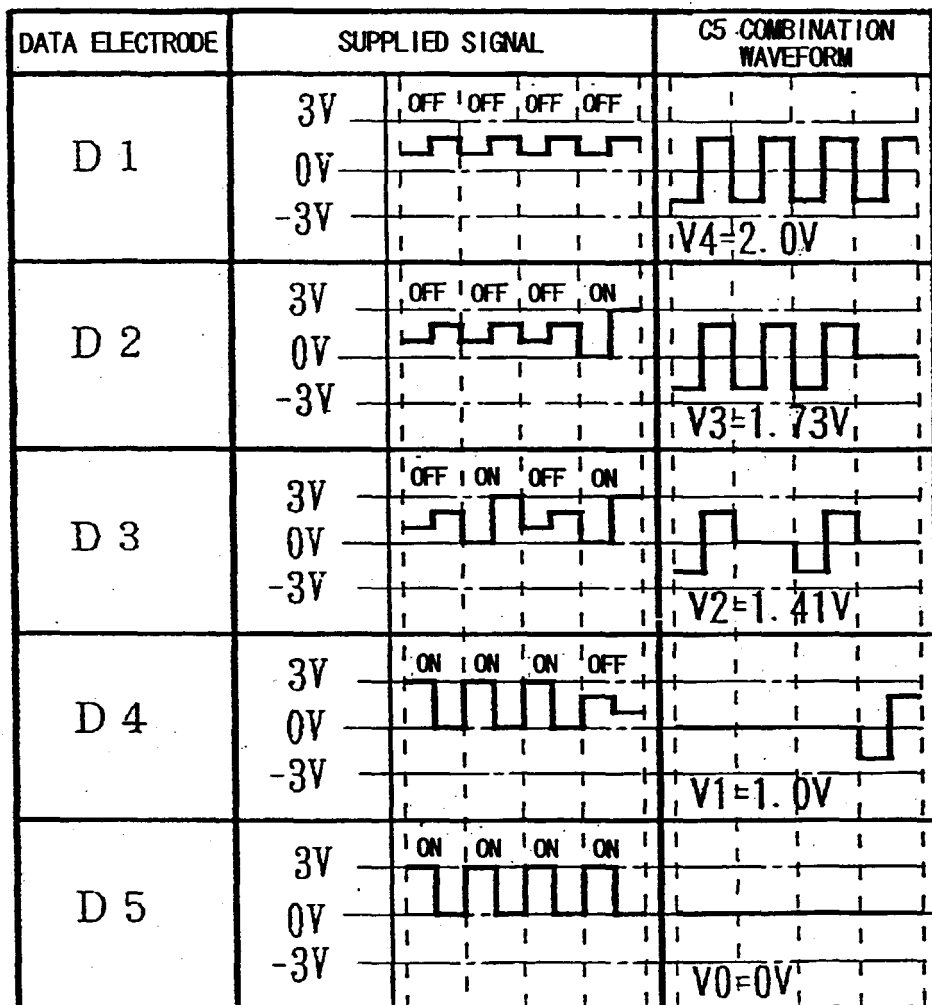 DATA ELECTRODE SUPPLIED SIGNAL C5 COMBINATION WAVEFORM
D 1
3V OFF OFF OFF OFF
0V
-3V
V4=2.0V
D 2
3V OFF OFF OFF ON
0V
-3V
V3=1.73V
D 3
3V OFF ON OFF ON
0V
-3V
V2=1.41V
D 4
3V ON ON ON OFF
0V
-3V
V1=1.0V
D 5
3V ON ON ON ON
0V
-3V
V0=0V